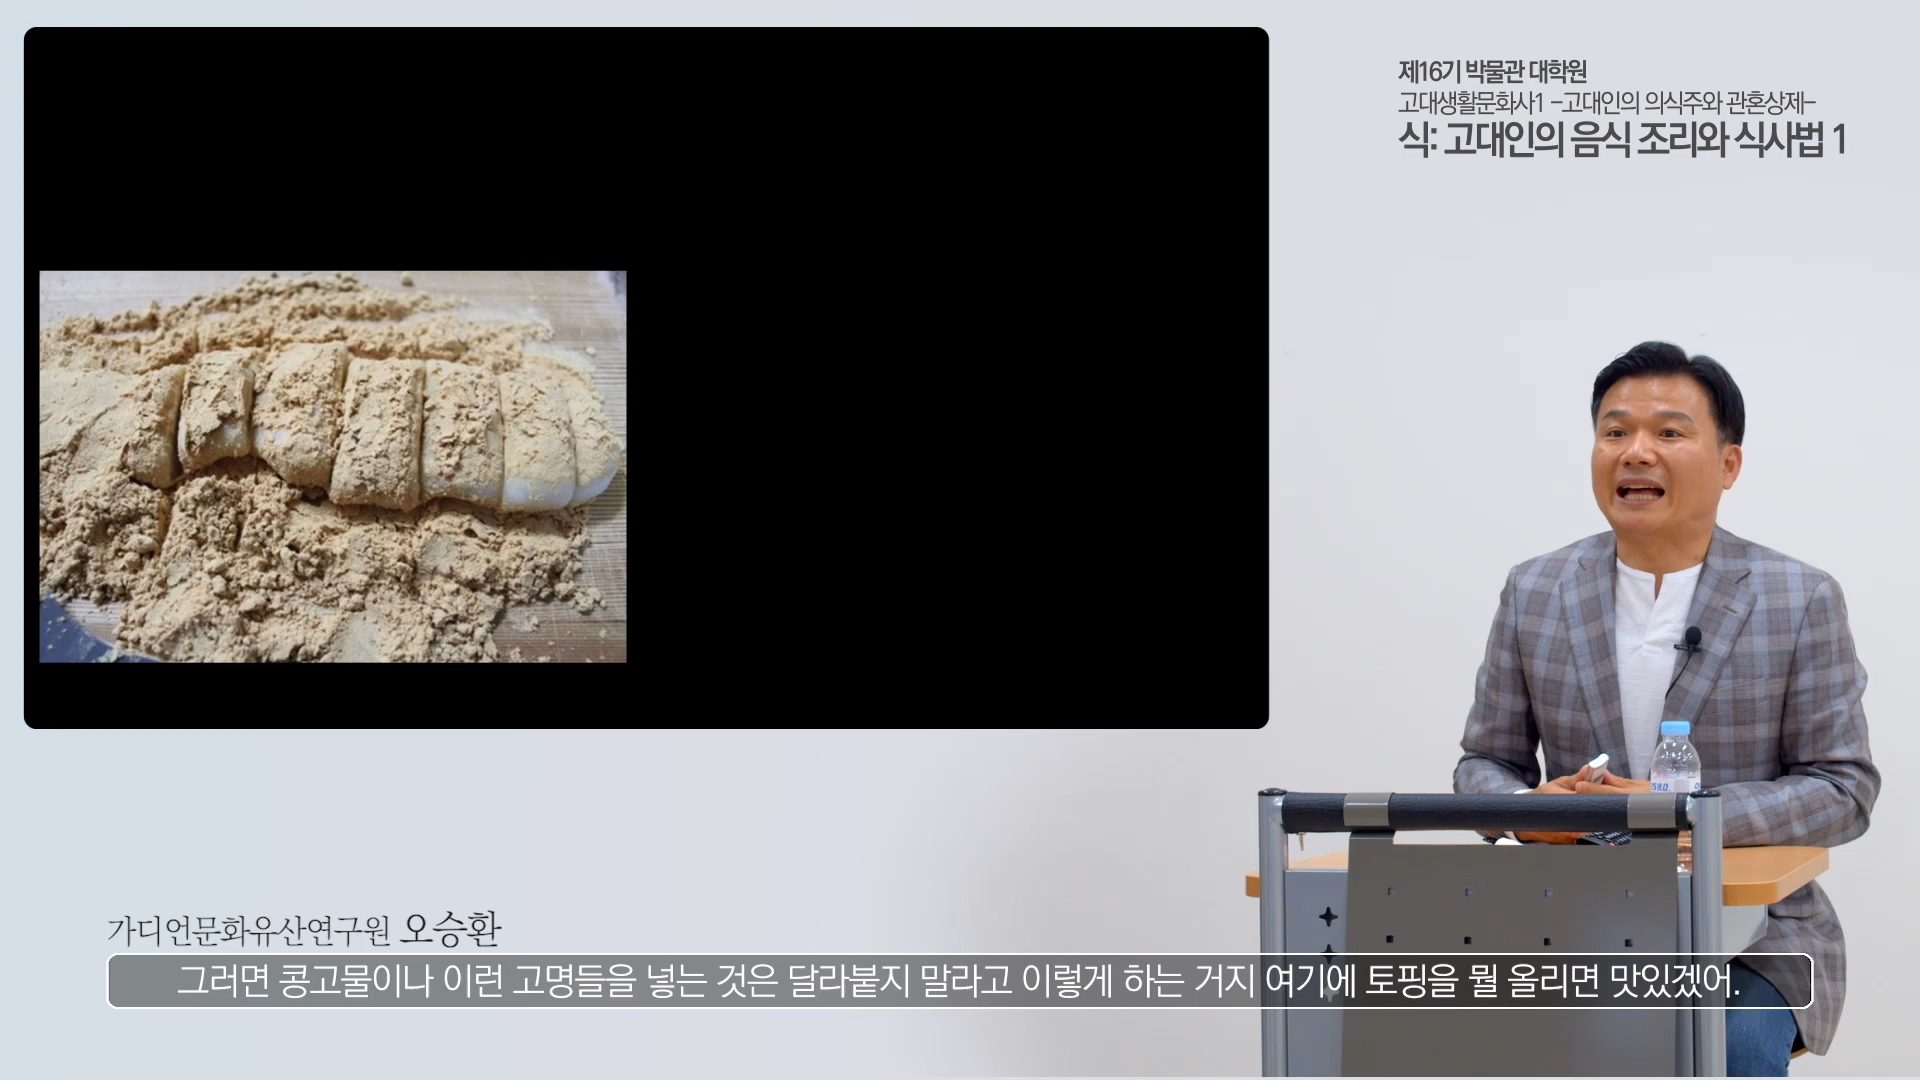 제16기 박물관 대학원
고대생활문화사1 -고대인의 의식주와 관혼상제-
식: 고대인의 음식 조리와 식사법 1
가디언문화유산연구원 오승환
그러면 콩고물이나 이런 고명들을 넣는 것은 달라붙지 말라고 이렇게 하는 거지 여기에 토핑을 뭘 올리면 맛있겠어.